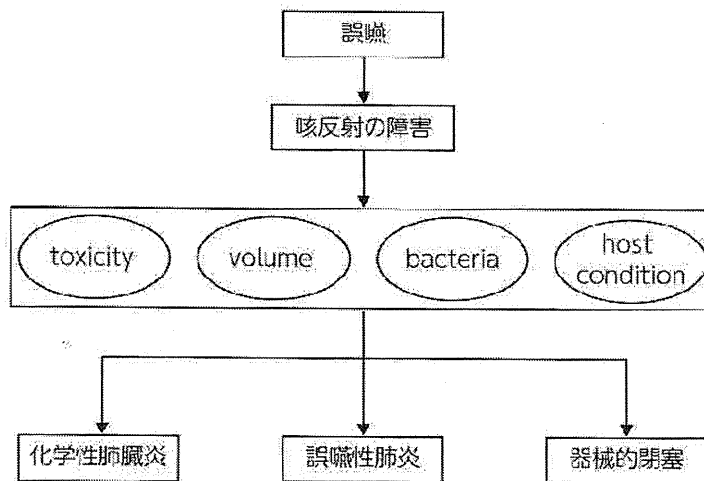 誤嚥
咳反射の障害
toxicity
volume
bacteria
host
condition
化学性肺臓炎
誤嚥性肺炎
器械的閉塞